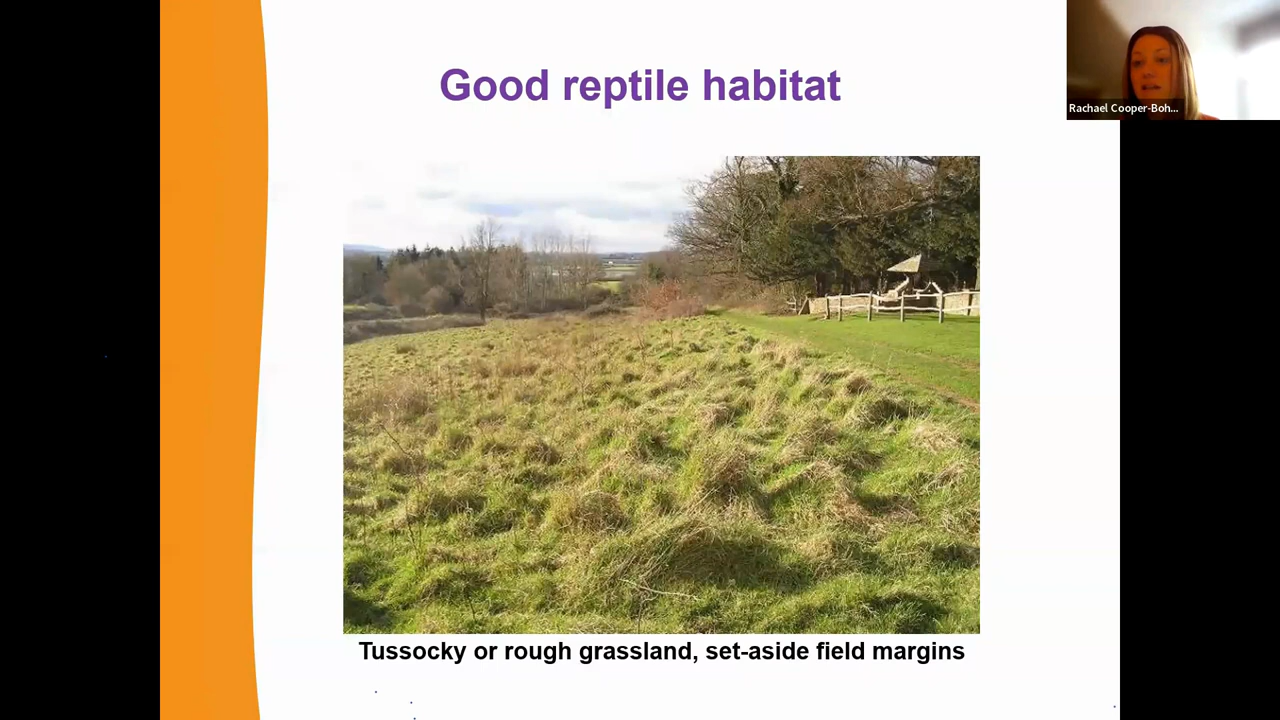 Good reptile habitat
Rachael Cooper-Boh...
Tussocky or rough grassland, set-aside field margins